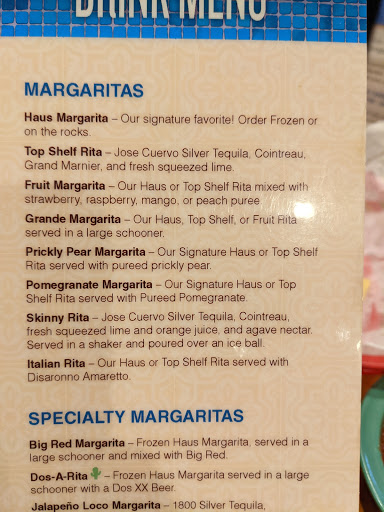 DRINK MENU
MARGARITAS
Haus Margarita – Our signature favorite! Order Frozen or
on the rocks.
Top Shelf Rita – Jose Cuervo Silver Tequila, Cointreau,
Grand Marnier, and fresh squeezed lime.
Fruit Margarita – Our Haus or Top Shelf Rita mixed with
strawberry, raspberry, mango, or peach puree.
Grande Margarita – Our Haus, Top Shelf, or Fruit Rita
served in a large schooner.
Prickly Pear Margarita – Our Signature Haus or Top Shelf
Rita served with pureed prickly pear.
Pomegranate Margarita – Our Signature Haus or Top
Shelf Rita served with Pureed Pomegranate.
Skinny Rita – Jose Cuervo Silver Tequila, Cointreau,
fresh squeezed lime and orange juice, and agave nectar.
Served in a shaker and poured over an ice ball.
Italian Rita – Our Haus or Top Shelf Rita served with
Disaronno Amaretto.
SPECIALTY MARGARITAS
Big Red Margarita – Frozen Haus Margarita, served in a
large schooner and mixed with Big Red.
Dos-A-Rita – Frozen Haus Margarita served in a large
schooner with a Dos XX Beer.
Jalapeño Loco Margarita – 1800 Silver Tequila,